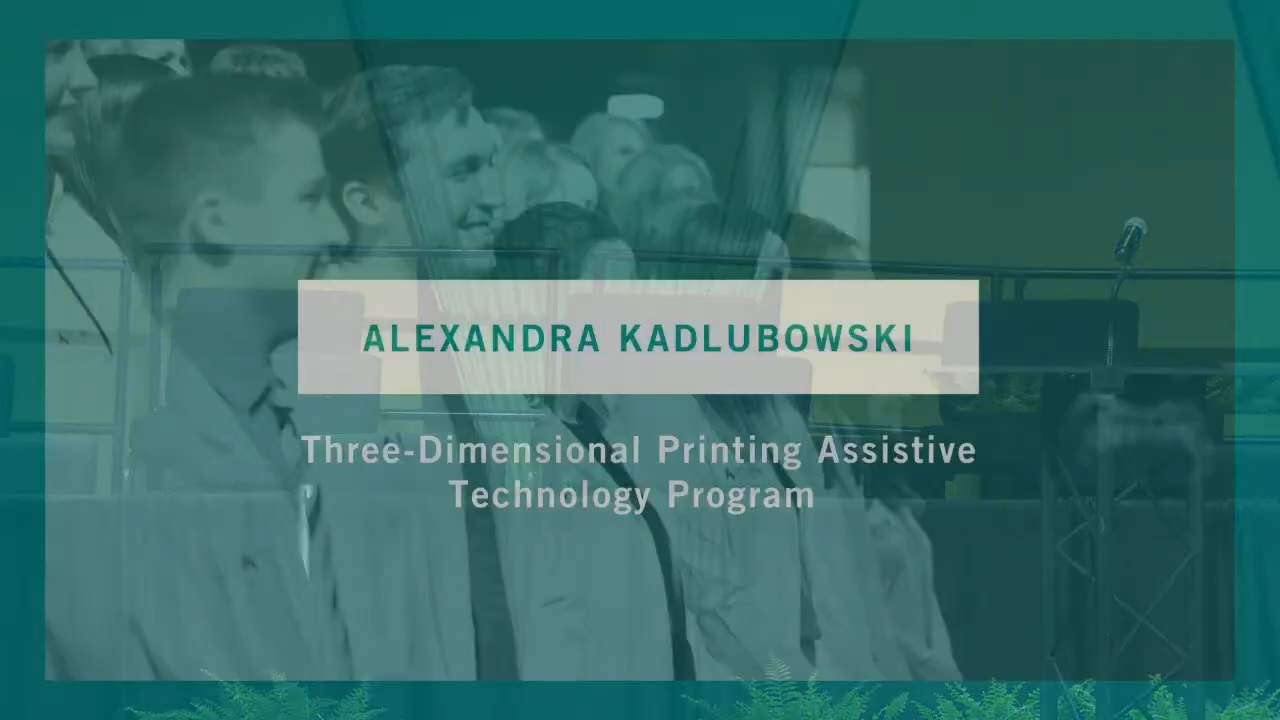 ALEXANDRA KADLUBOWSKI
Three-Dimensional Printing Assistive
Technology Program